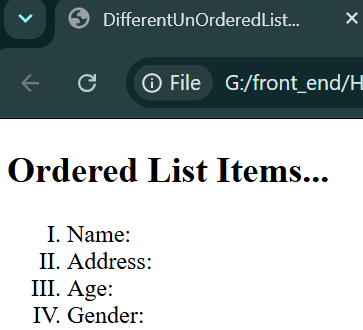 DifferentUnOrderedList...
File G:/front_end/H
Ordered List Items...
I. Name:
II. Address:
III. Age:
IV. Gender: